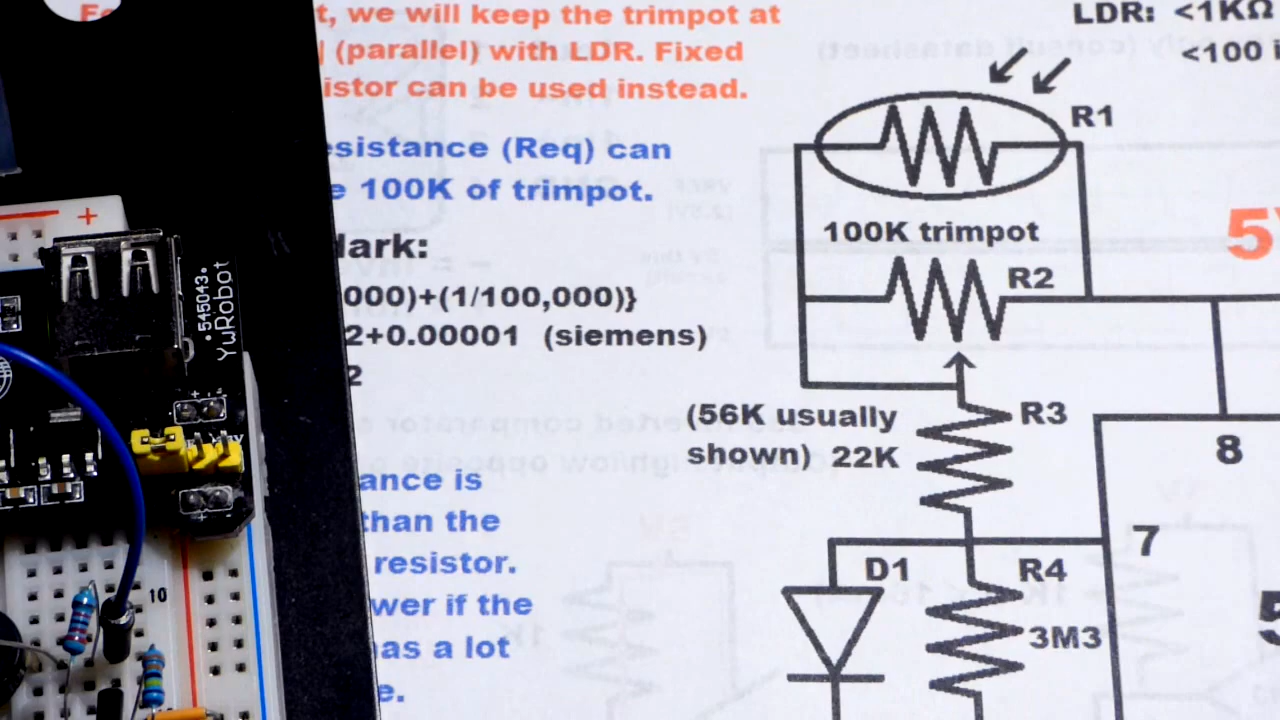 t, we will keep the trimpot at
(parallel) with LDR. Fixed
istor can be used instead.
esistance (Req) can
e 100K of trimpot.
dark:
000)+(1/100,000)}
2+0.00001 (siemens)
2
ance is
than the
resistor.
wer if the
has a lot
e.
LDR: <1KΩ
<100
R1
100K trimpot
R2
5
(56K usually
shown) 22K
R3
8
7
D1
R4
3M3
5
+
545043
YwRobot
10